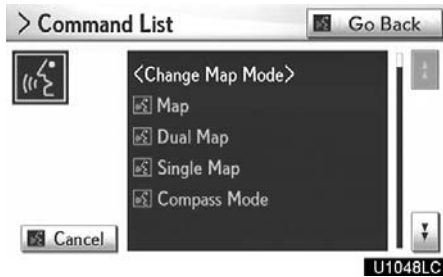 > Command List
Go Back
<Change Map Mode>
Map
Dual Map
Single Map
Compass Mode
Cancel
U1048LC